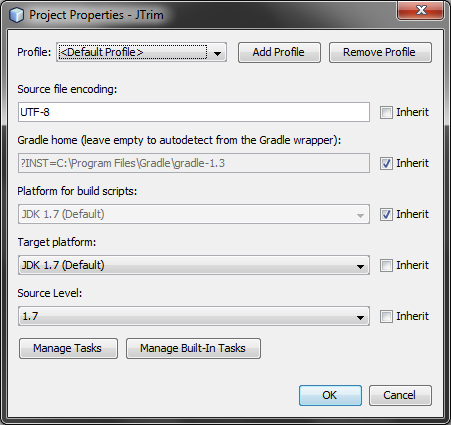 Project Properties - JTrim
Profile: <Default Profile> Add Profile Remove Profile
Source file encoding:
UTF-8 Inherit
Gradle home (leave empty to autodetect from the Gradle wrapper):
?INST=C:\Program Files\Gradle\gradle-1.3 Inherit
Platform for build scripts:
JDK 1.7 (Default) Inherit
Target platform:
JDK 1.7 (Default) Inherit
Source Level:
1.7 Inherit
Manage Tasks Manage Built-In Tasks
OK Cancel